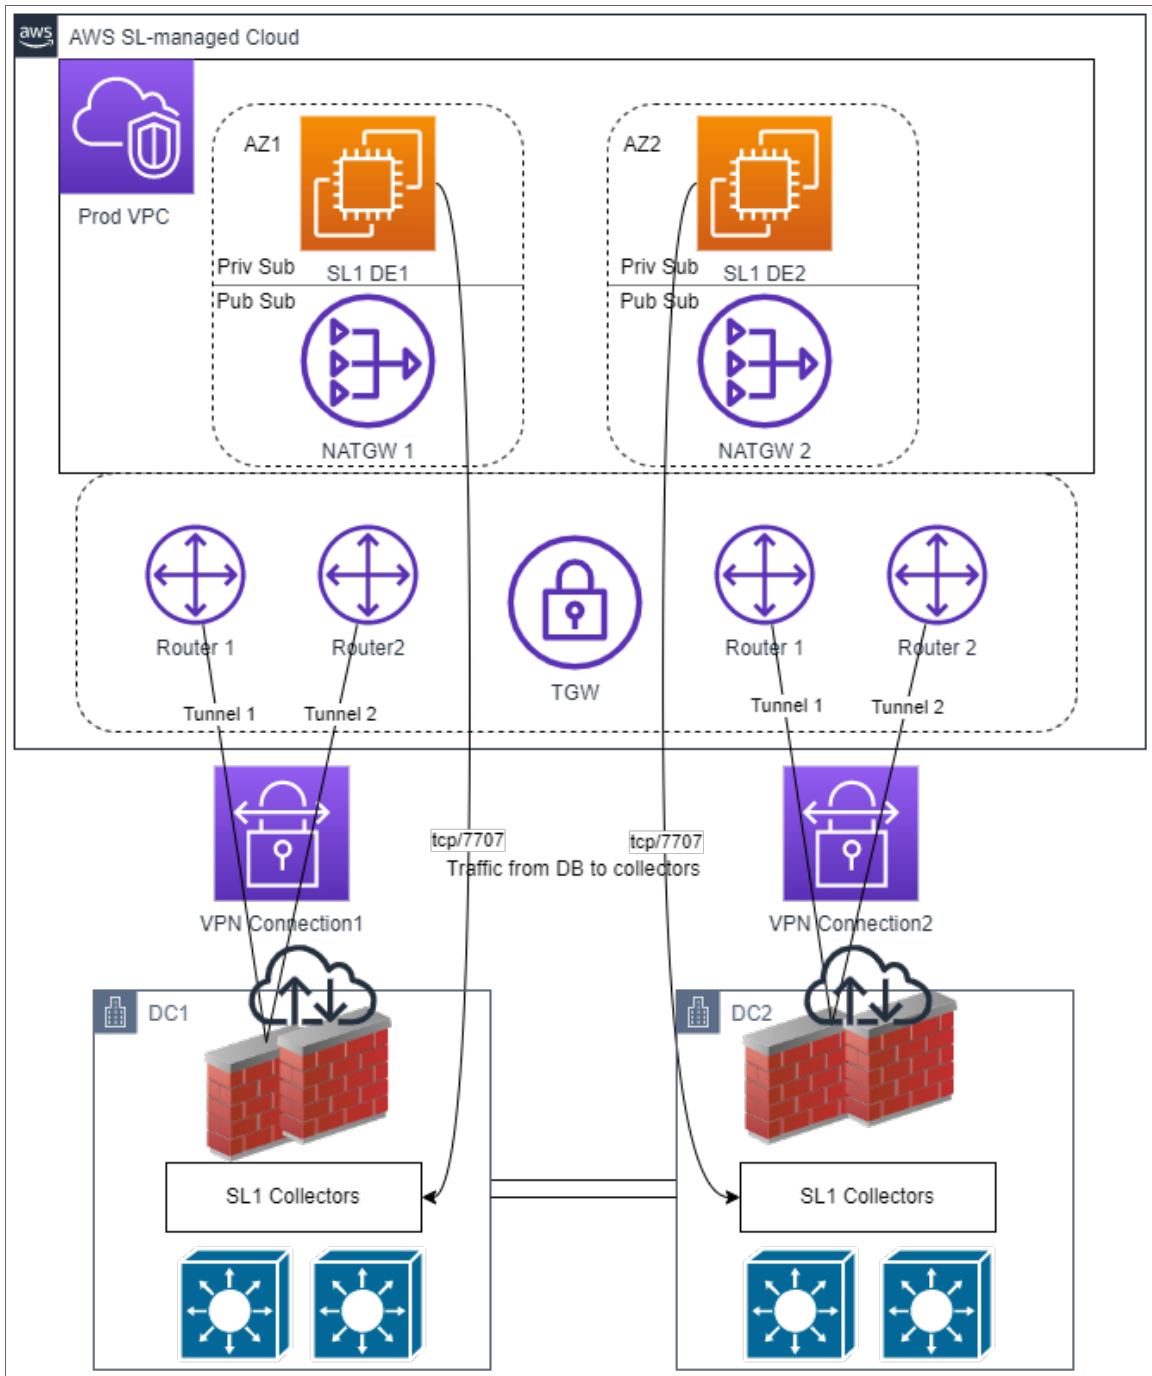 aws
AWS SL-managed Cloud
Prod VPC
AZ1
Priv Sub
SL1 DE1
Pub Sub
NATGW 1
AZ2
Priv Sub
SL1 DE2
Pub Sub
NATGW 2
Router 1
Router2
TGW
Router 1
Router 2
Tunnel 1
Tunnel 2
Tunnel 1
Tunnel 2
tcp/7707
tcp/7707
Traffic from DB to collectors
VPN Connection1
VPN Connection2
DC1
DC2
SL1 Collectors
SL1 Collectors